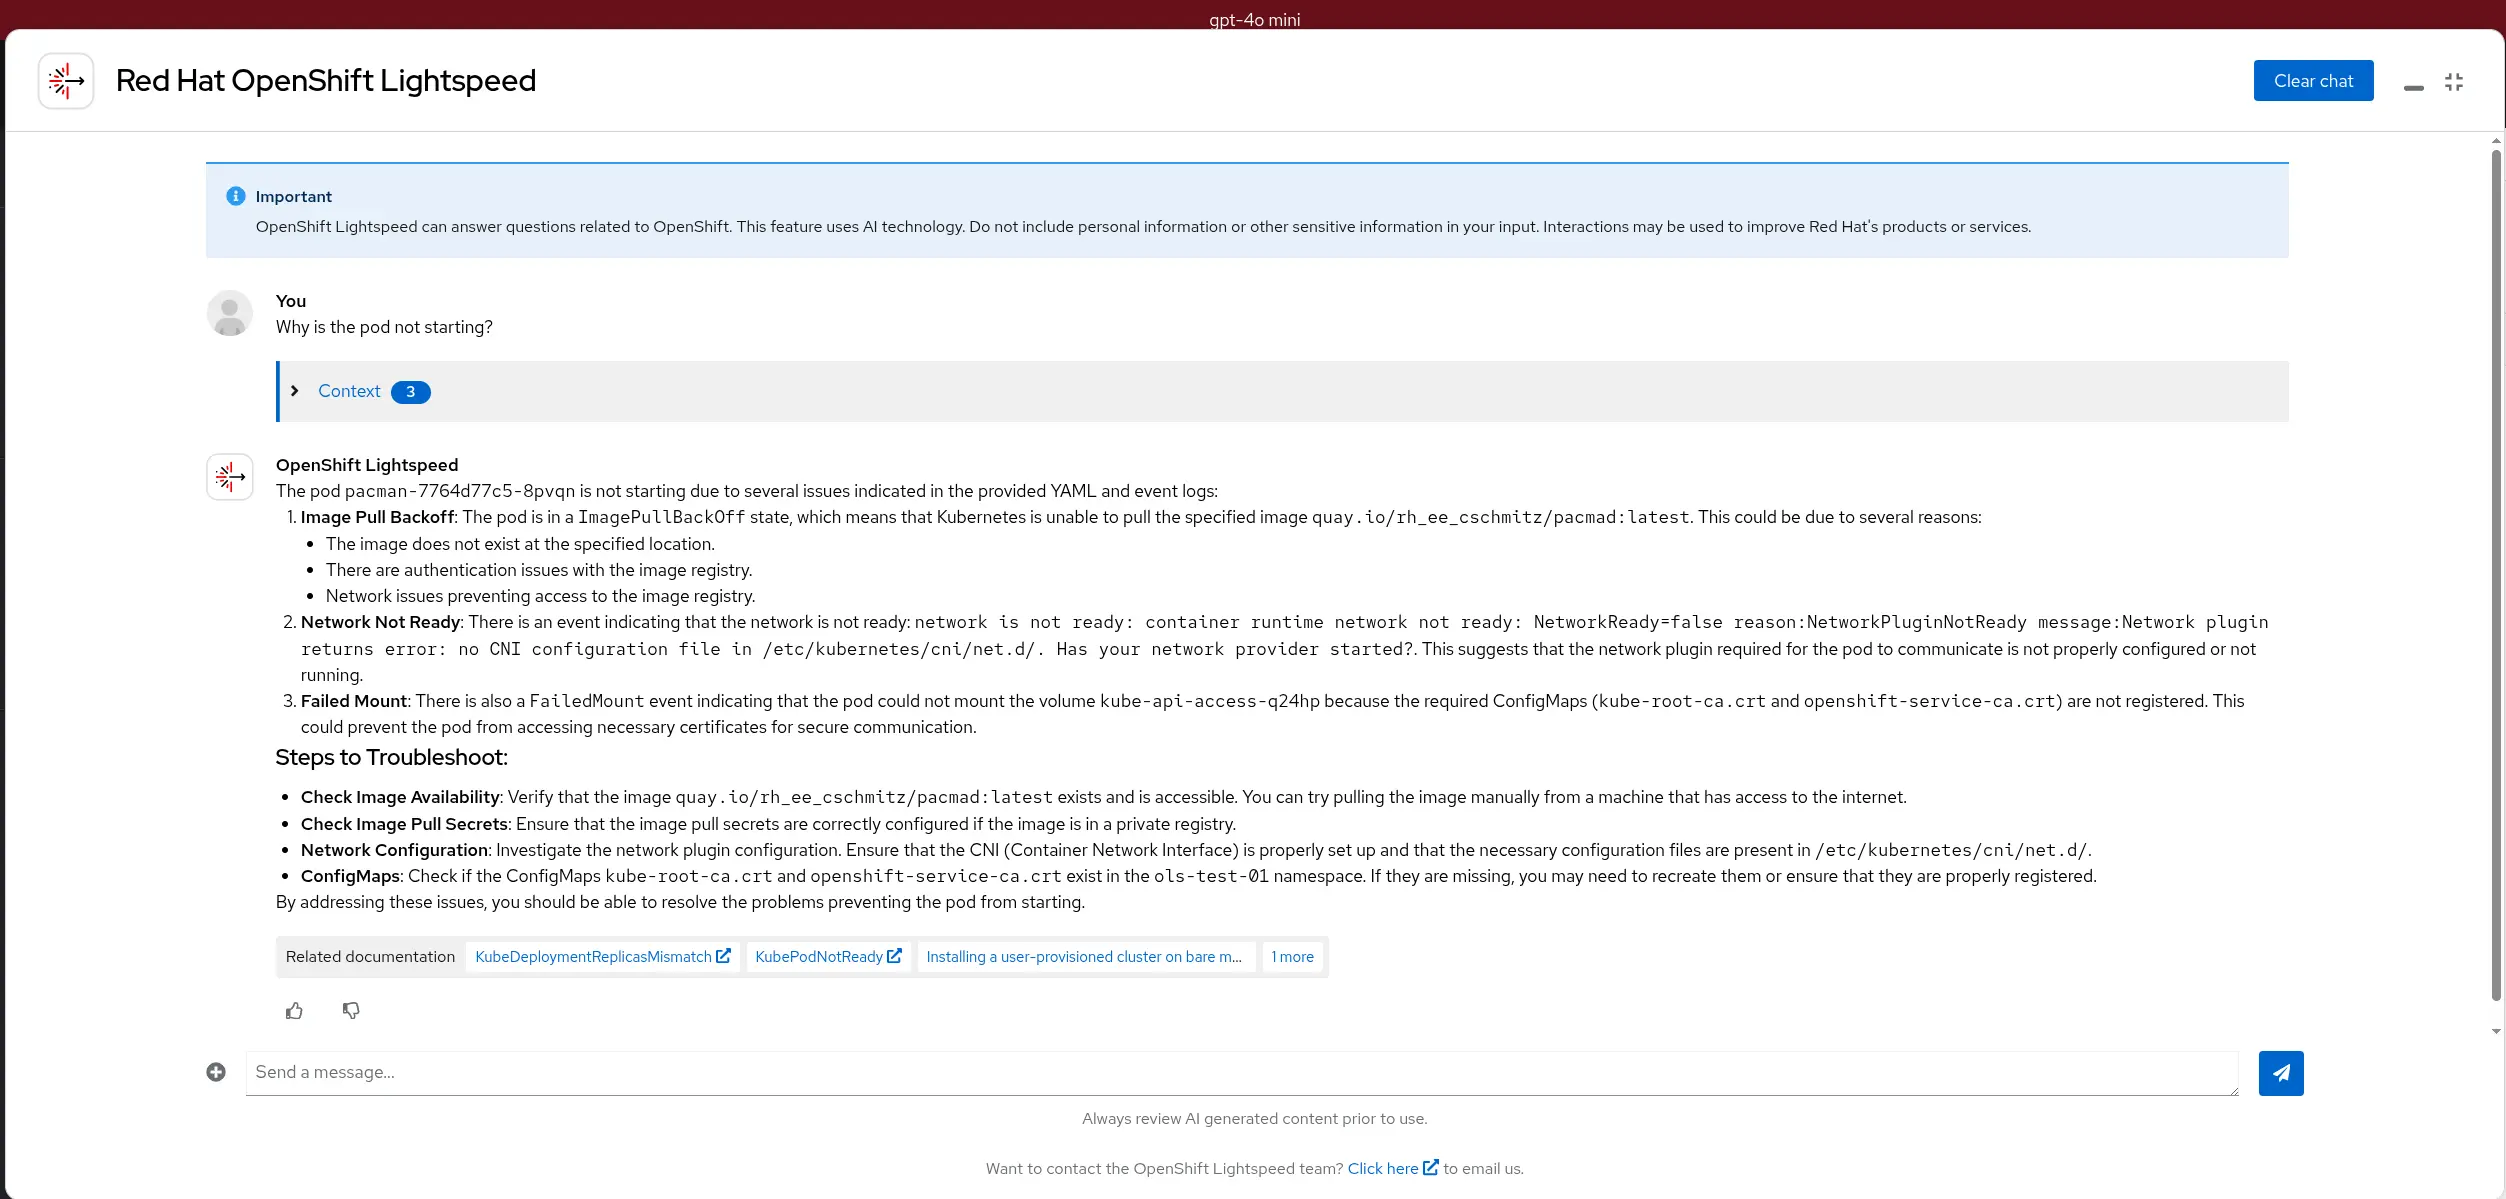 gpt-4o mini
Red Hat OpenShift Lightspeed
Clear chat
Important
OpenShift Lightspeed can answer questions related to OpenShift. This feature uses AI technology. Do not include personal information or other sensitive information in your input. Interactions may be used to improve Red Hat's products or services.
You
Why is the pod not starting?
Context 3
OpenShift Lightspeed
The pod pacman-7764d77c5-8pvqn is not starting due to several issues indicated in the provided YAML and event logs:
1. Image Pull Backoff: The pod is in a ImagePullBackOff state, which means that Kubernetes is unable to pull the specified image quay.io/rh_ee_cschmitz/pacmad:latest. This could be due to several reasons:
• The image does not exist at the specified location.
• There are authentication issues with the image registry.
• Network issues preventing access to the image registry.
2. Network Not Ready: There is an event indicating that the network is not ready: network is not ready: container runtime network not ready: NetworkReady=false reason:NetworkPluginNotReady message:Network plugin
returns error: no CNI configuration file in /etc/kubernetes/cni/net.d/. Has your network provider started?. This suggests that the network plugin required for the pod to communicate is not properly configured or not
running.
3. Failed Mount: There is also a FailedMount event indicating that the pod could not mount the volume kube-api-access-q24hp because the required ConfigMaps (kube-root-ca.crt and openshift-service-ca.crt) are not registered. This
could prevent the pod from accessing necessary certificates for secure communication.
Steps to Troubleshoot:
• Check Image Availability: Verify that the image quay.io/rh_ee_cschmitz/pacmad:latest exists and is accessible. You can try pulling the image manually from a machine that has access to the internet.
• Check Image Pull Secrets: Ensure that the image pull secrets are correctly configured if the image is in a private registry.
• Network Configuration: Investigate the network plugin configuration. Ensure that the CNI (Container Network Interface) is properly set up and that the necessary configuration files are present in /etc/kubernetes/cni/net.d/.
• ConfigMaps: Check if the ConfigMaps kube-root-ca.crt and openshift-service-ca.crt exist in the ols-test-01 namespace. If they are missing, you may need to recreate them or ensure that they are properly registered.
By addressing these issues, you should be able to resolve the problems preventing the pod from starting.
Related documentation KubeDeploymentReplicasMismatch KubePodNotReady Installing a user-provisioned cluster on bare m... 1 more
Send a message...
Always review AI generated content prior to use.
Want to contact the OpenShift Lightspeed team? Click here to email us.